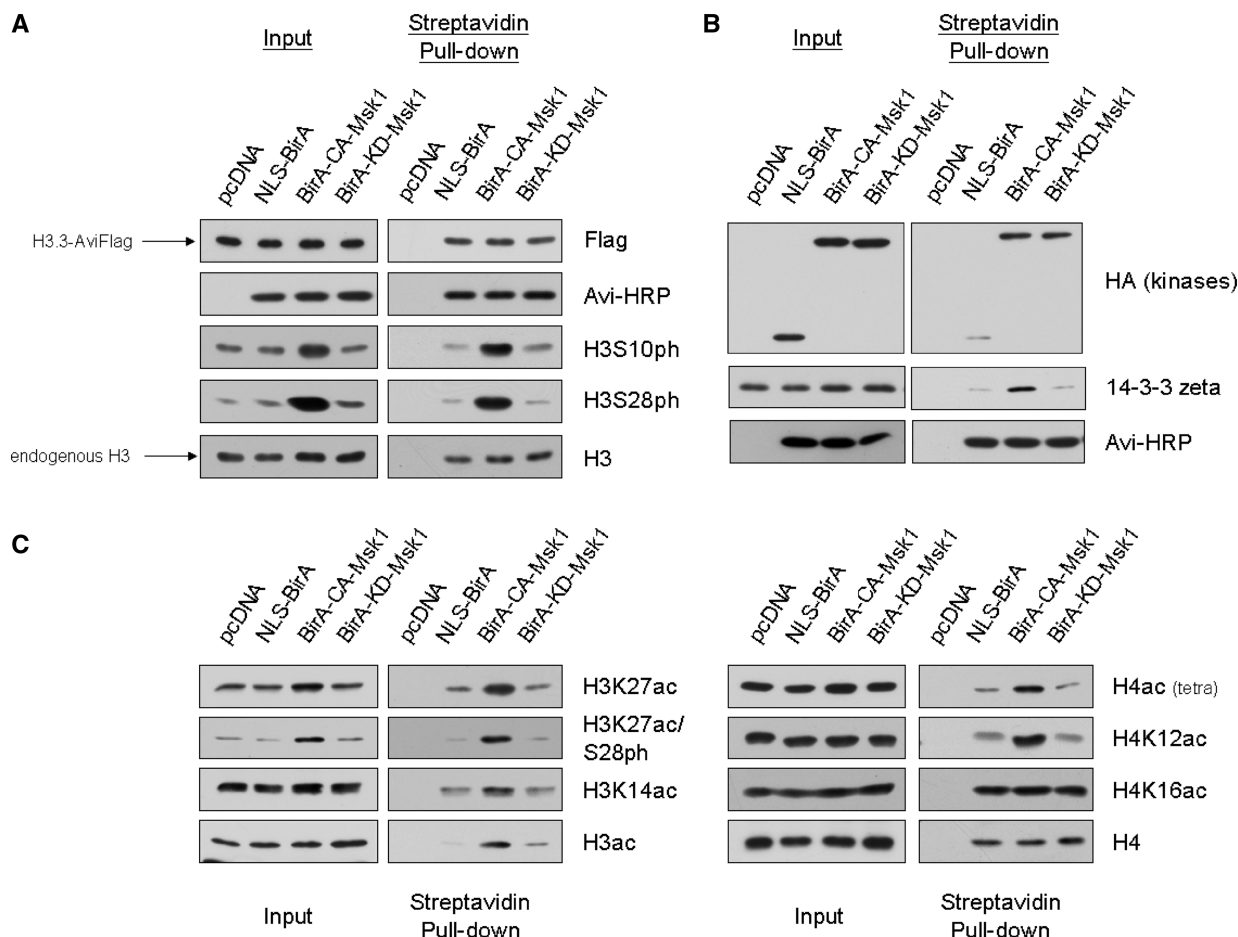 A
Input
Streptavidin
Pull-down
pcDNA
NLS-BirA
BirA-CA-Msk1
BirA-KD-Msk1
pcDNA
NLS-BirA
BirA-CA-Msk1
BirA-KD-Msk1
H3.3-AviFlag
Flag
Avi-HRP
H3S10ph
H3S28ph
endogenous H3
H3
B
Input
Streptavidin
Pull-down
pcDNA
NLS-BirA
BirA-CA-Msk1
BirA-KD-Msk1
pcDNA
NLS-BirA
BirA-CA-Msk1
BirA-KD-Msk1
HA (kinases)
14-3-3 zeta
Avi-HRP
C
pcDNA
NLS-BirA
BirA-CA-Msk1
BirA-KD-Msk1
pcDNA
NLS-BirA
BirA-CA-Msk1
BirA-KD-Msk1
H3K27ac
H3K27ac/
S28ph
H3K14ac
H3ac
Input
Streptavidin
Pull-down
pcDNA
NLS-BirA
BirA-CA-Msk1
BirA-KD-Msk1
pcDNA
NLS-BirA
BirA-CA-Msk1
BirA-KD-Msk1
H4ac (tetra)
H4K12ac
H4K16ac
H4
Input
Streptavidin
Pull-down